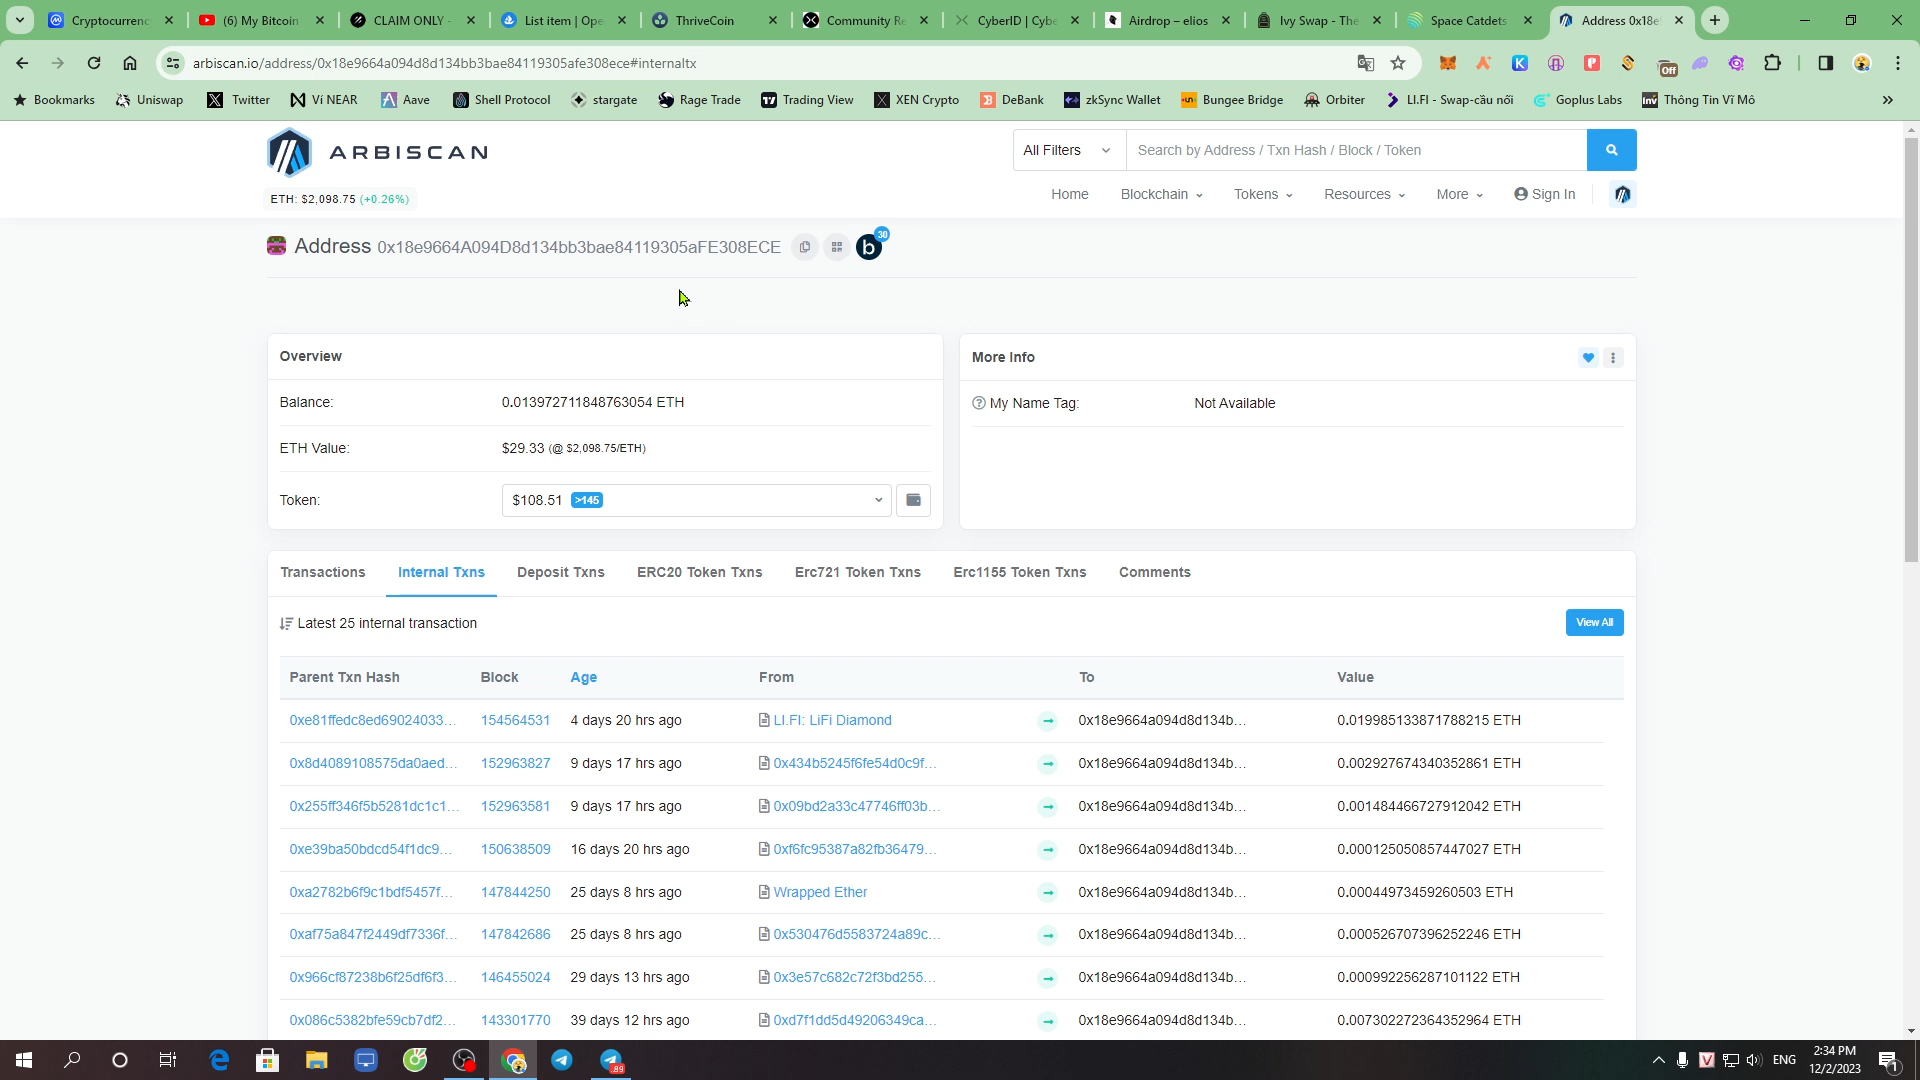 Cryptocurrenc
(6) My Bitcoin
CLAIM ONLY -
List item | Ope
ThriveCoin
Community Re
CyberID | Cybe
Airdrop – elios
Ivy Swap - The
Space Catdets
Address 0x18e
arbiscan.io/address/0x18e9664a094d8d134bb3bae84119305afe308ece#internaltx
Off
Bookmarks
Uniswap
Twitter
Ví NEAR
Aave
Shell Protocol
stargate
Rage Trade
Trading View
XEN Crypto
DeBank
zkSync Wallet
Bungee Bridge
Orbiter
LI.FI - Swap-cầu nối
Goplus Labs
Thông Tin Vĩ Mô
ARBISCAN
All Filters
Search by Address / Txn Hash / Block / Token
ETH: $2,098.75 (+0.26%)
Home
Blockchain
Tokens
Resources
More
Sign In
Address 0x18e9664A094D8d134bb3bae84119305aFE308ECE
b
30
Overview
Balance:
0.013972711848763054 ETH
ETH Value:
$29.33 (@ $2,098.75/ETH)
Token:
$108.51 >145
More Info
My Name Tag:
Not Available
Transactions
Internal Txns
Deposit Txns
ERC20 Token Txns
Erc721 Token Txns
Erc1155 Token Txns
Comments
Latest 25 internal transaction
View All
Parent Txn Hash Block Age From To Value
0xe81ffedc8ed69024033... 154564531 4 days 20 hrs ago LI.FI: LiFi Diamond 0x18e9664a094d8d134b... 0.019985133871788215 ETH
0x8d4089108575da0aed... 152963827 9 days 17 hrs ago 0x434b5245f6fe54d0c9f... 0x18e9664a094d8d134b... 0.002927674340352861 ETH
0x255ff346f5b5281dc1c1... 152963581 9 days 17 hrs ago 0x09bd2a33c47746ff03b... 0x18e9664a094d8d134b... 0.001484466727912042 ETH
0xe39ba50bdcd54f1dc9... 150638509 16 days 20 hrs ago 0xf6fc95387a82fb36479... 0x18e9664a094d8d134b... 0.000125050857447027 ETH
0xa2782b6f9c1bdf5457f... 147844250 25 days 8 hrs ago Wrapped Ether 0x18e9664a094d8d134b... 0.00044973459260503 ETH
0xaf75a847f2449df7336f... 147842686 25 days 8 hrs ago 0x530476d5583724a89c... 0x18e9664a094d8d134b... 0.000526707396252246 ETH
0x966cf87238b6f25df6f3... 146455024 29 days 13 hrs ago 0x3e57c682c72f3bd255... 0x18e9664a094d8d134b... 0.000992256287101122 ETH
0x086c5382bfe59cb7df2... 143301770 39 days 12 hrs ago 0xd7f1dd5d49206349ca... 0x18e9664a094d8d134b... 0.007302272364352964 ETH
89
ENG
2:34 PM
12/2/2023
1